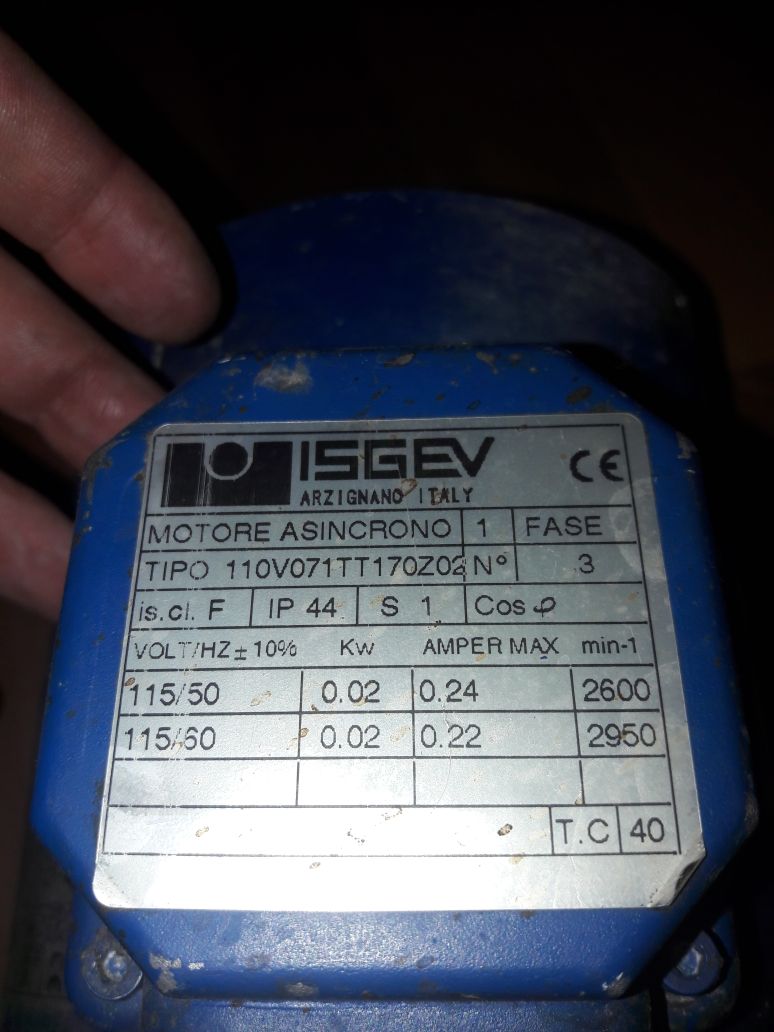 ISGEV
ARZIGNANO ITALY
CE
MOTORE ASINCRONO 1 FASE
TIPO 110V071TT170Z02 Nº 3
is.cl. F IP 44 S 1 Cos φ
VOLT/HZ ± 10% Kw AMPER MAX min-1
115/50 0.02 0.24 2600
115/60 0.02 0.22 2950
T.C 40